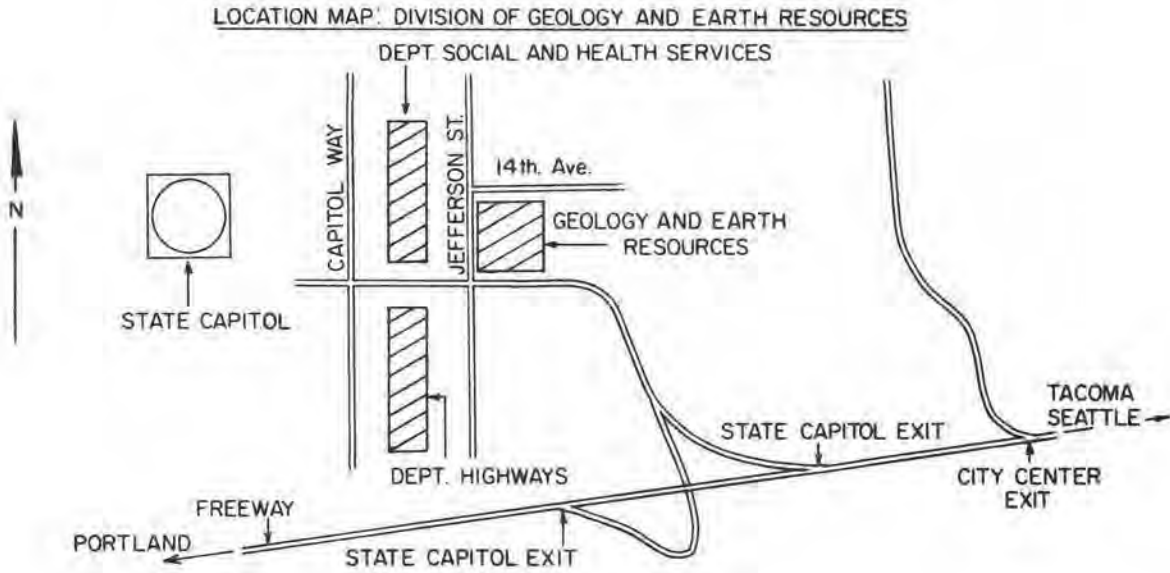 LOCATION MAP: DIVISION OF GEOLOGY AND EARTH RESOURCES
DEPT. SOCIAL AND HEALTH SERVICES
N
CAPITOL WAY
JEFFERSON ST.
14th. Ave.
GEOLOGY AND EARTH
RESOURCES
STATE CAPITOL
TACOMA
SEATTLE
STATE CAPITOL EXIT
DEPT. HIGHWAYS
CITY CENTER
EXIT
FREEWAY
PORTLAND
STATE CAPITOL EXIT